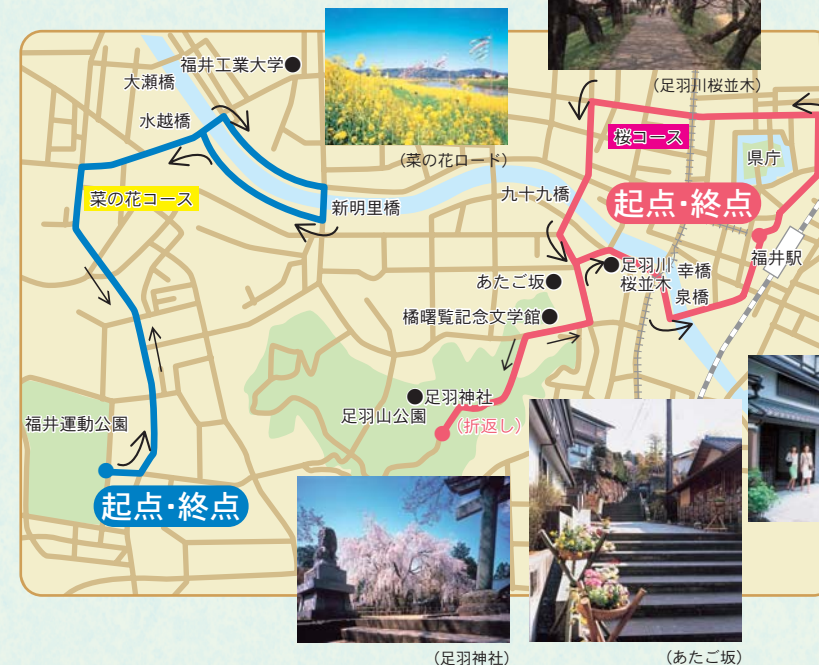 福井工業大学●
大瀬橋
水越橋
(菜の花ロード)
菜の花コース
新明里橋
(足羽川桜並木)
桜コース
県庁
九十九橋
起点・終点
福井駅
●足羽川
桜並木
幸橋
泉橋
あたご坂●
橘曙覧記念文学館●
●足羽神社
足羽山公園
(折返し)
福井運動公園
起点・終点
(足羽神社)
(あたご坂)